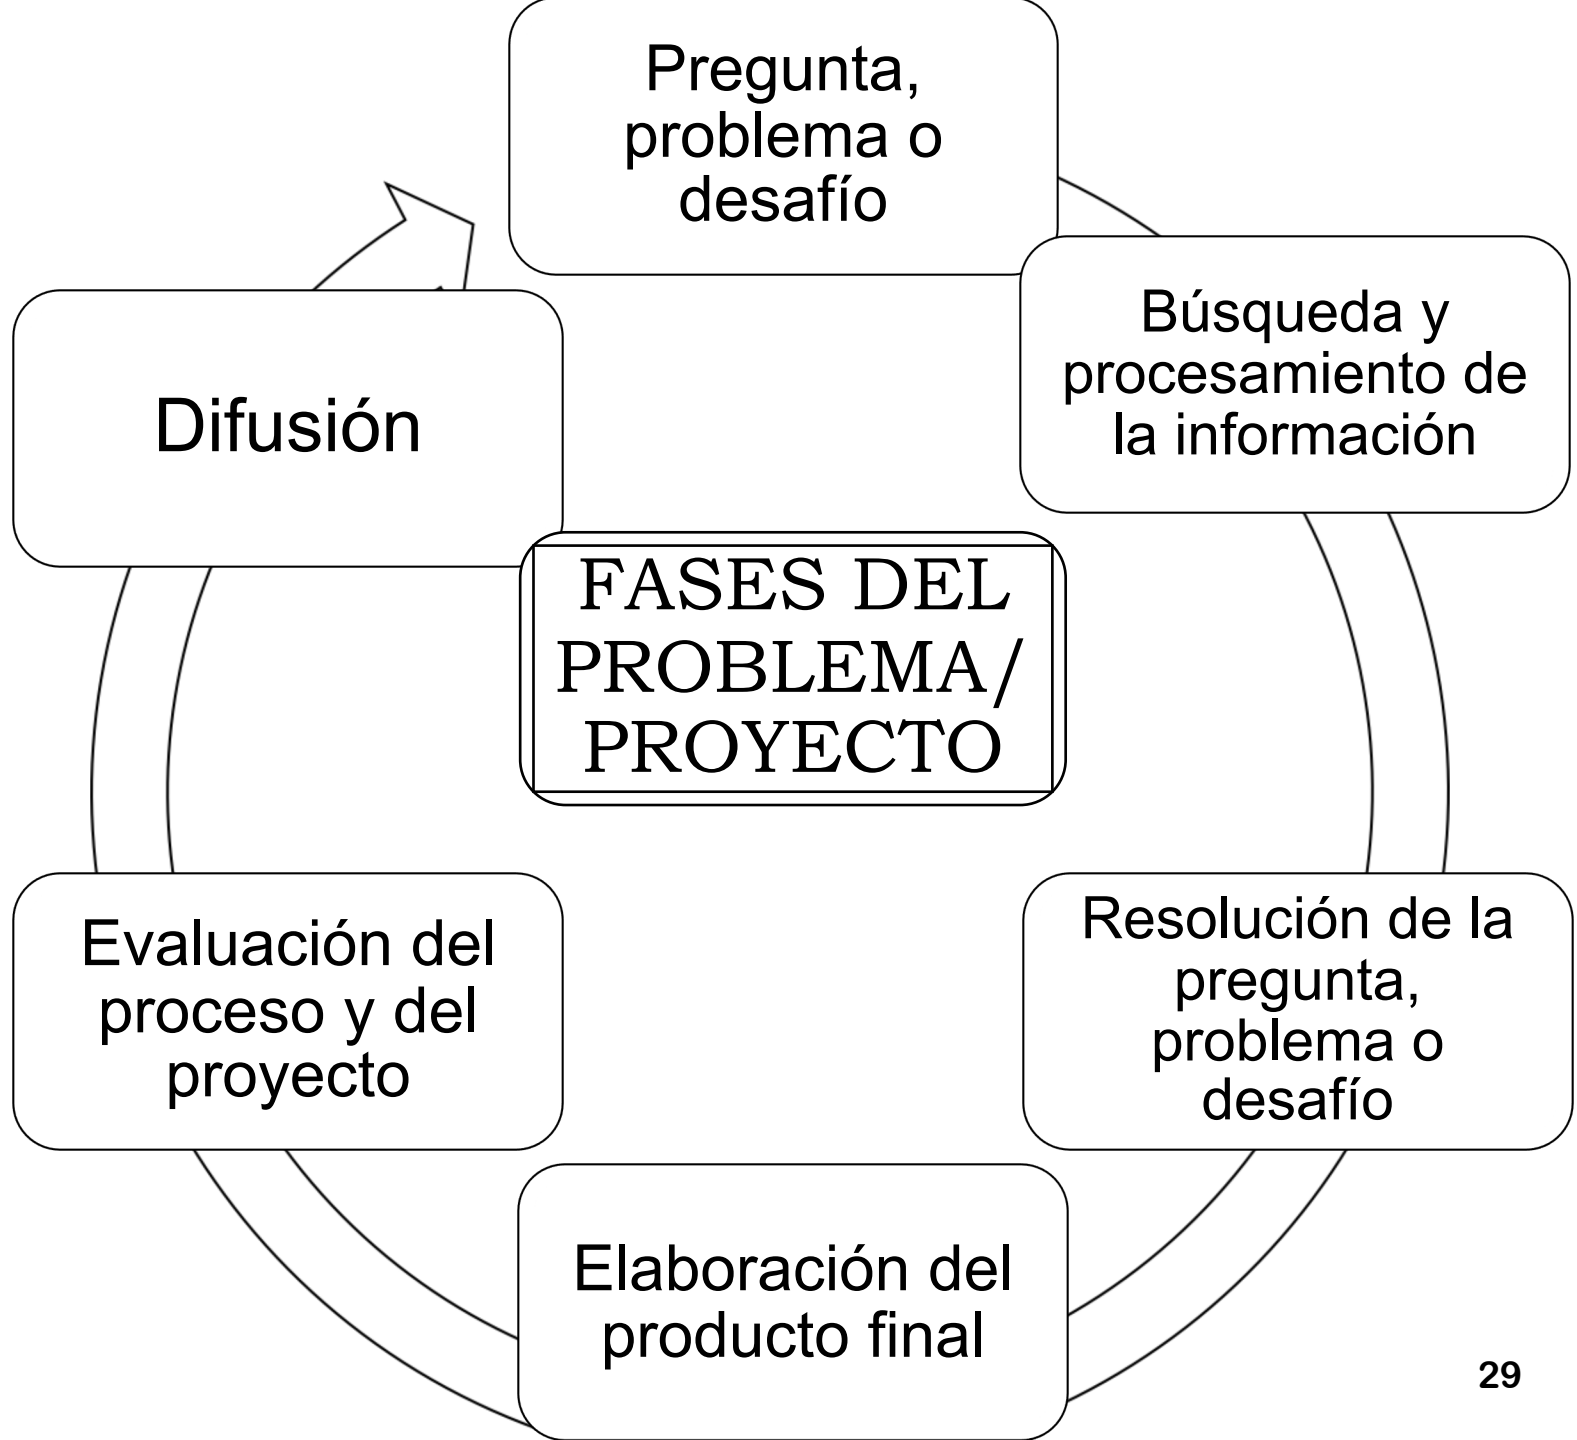 Pregunta,
problema o
desafío
Búsqueda y
procesamiento de
la información
Resolución de la
pregunta,
problema o
desafío
Elaboración del
producto final
Evaluación del
proceso y del
proyecto
Difusión
FASES DEL
PROBLEMA/
PROYECTO
29